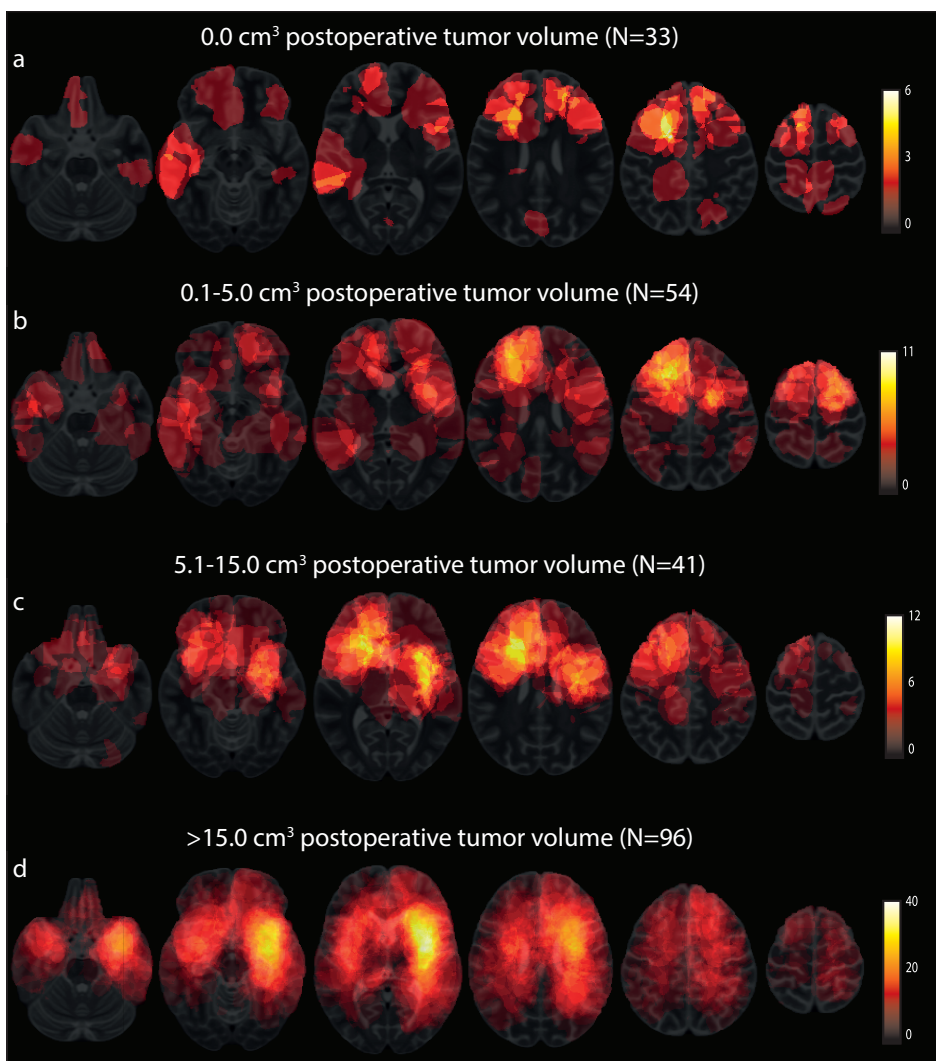 0.0 cm³ postoperative tumor volume (N=33)
a
6
3
0
0.1-5.0 cm³ postoperative tumor volume (N=54)
b
11
0
5.1-15.0 cm³ postoperative tumor volume (N=41)
c
12
6
0
>15.0 cm³ postoperative tumor volume (N=96)
d
40
20
0